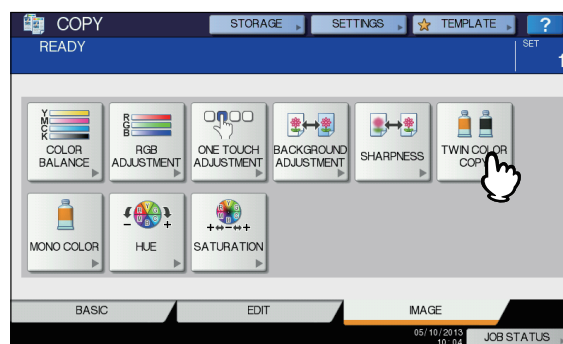 COPY
STORAGE
SETTINGS
TEMPLATE
?
READY
SET
1
Y
M
C
K
COLOR
BALANCE
R
G
B
RGB
ADJUSTMENT
ONE TOUCH
ADJUSTMENT
BACKGROUND
ADJUSTMENT
SHARPNESS
TWIN COLOR
COPY
MONO COLOR
HUE
SATURATION
BASIC
EDIT
IMAGE
05/10/2013
10:04
JOB STATUS